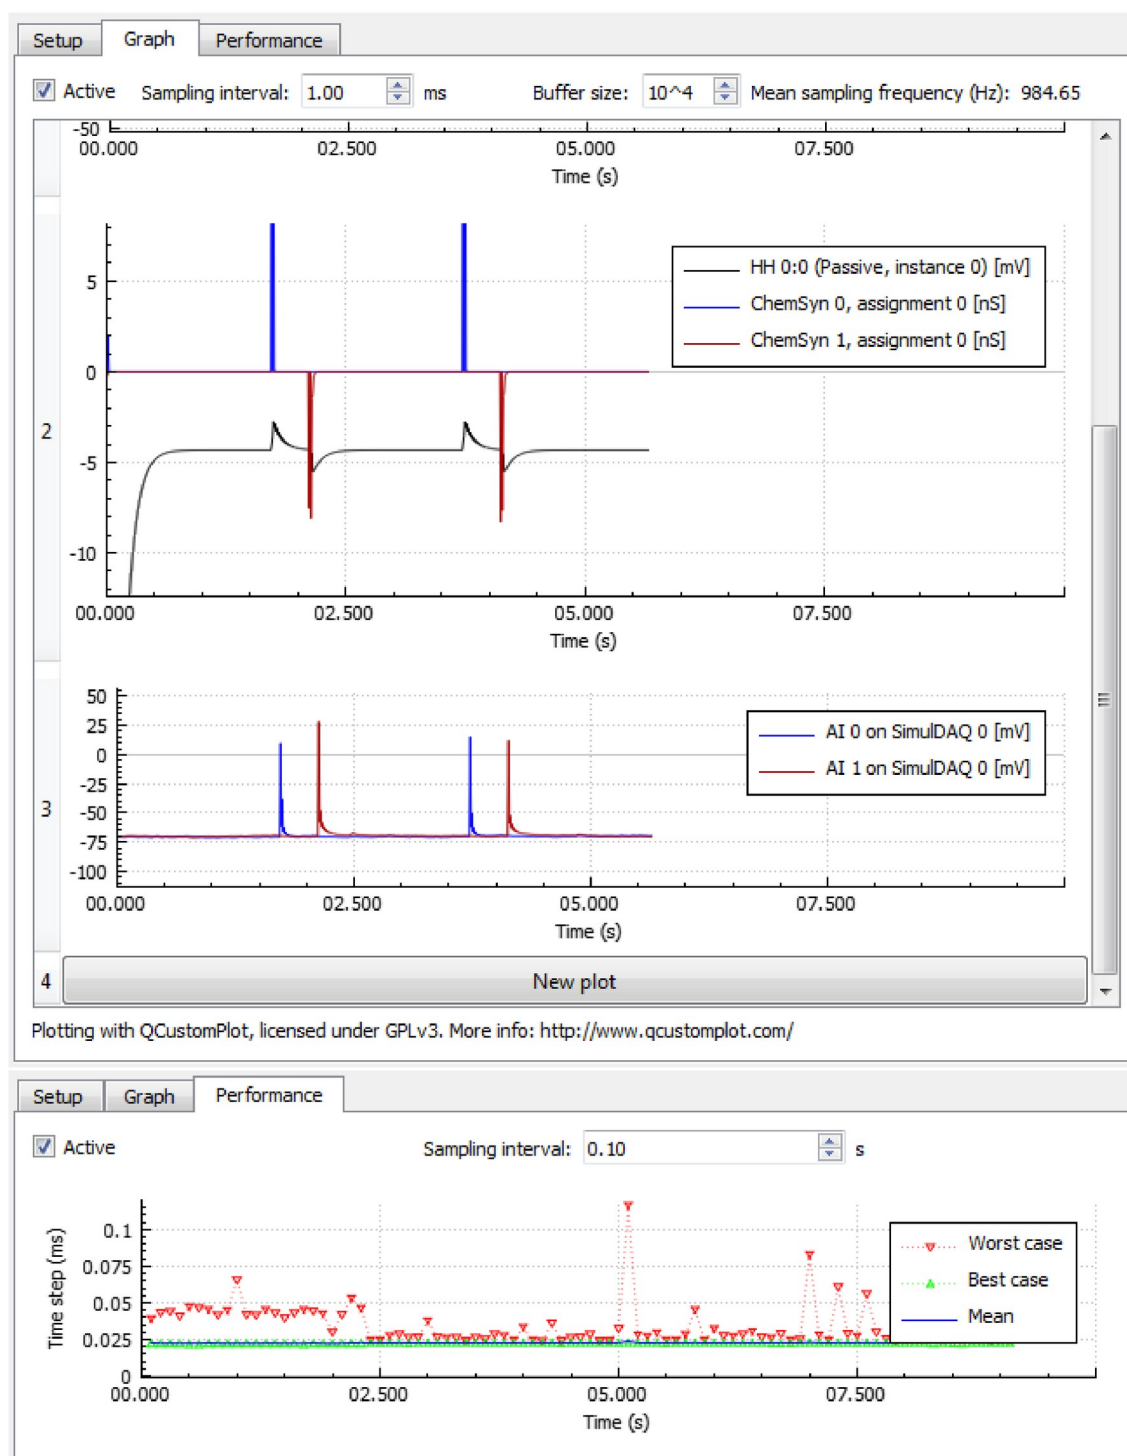 Setup Graph Performance
Active Sampling interval: 1.00 ms Buffer size: 10^4 Mean sampling frequency (Hz): 984.65
-50
00.000 02.500 05.000 07.500
Time (s)
2
5
0
-5
-10
HH 0:0 (Passive, instance 0) [mV]
ChemSyn 0, assignment 0 [nS]
ChemSyn 1, assignment 0 [nS]
00.000 02.500 05.000 07.500
Time (s)
3
50
25
0
-25
-50
-75
-100
AI 0 on SimulDAQ 0 [mV]
AI 1 on SimulDAQ 0 [mV]
00.000 02.500 05.000 07.500
Time (s)
4 New plot
Plotting with QCustomPlot, licensed under GPLv3. More info: http://www.qcustomplot.com/
Setup Graph Performance
Active Sampling interval: 0.10 s
Time step (ms)
0.1
0.075
0.05
0.025
0
Worst case
Best case
Mean
00.000 02.500 05.000 07.500
Time (s)